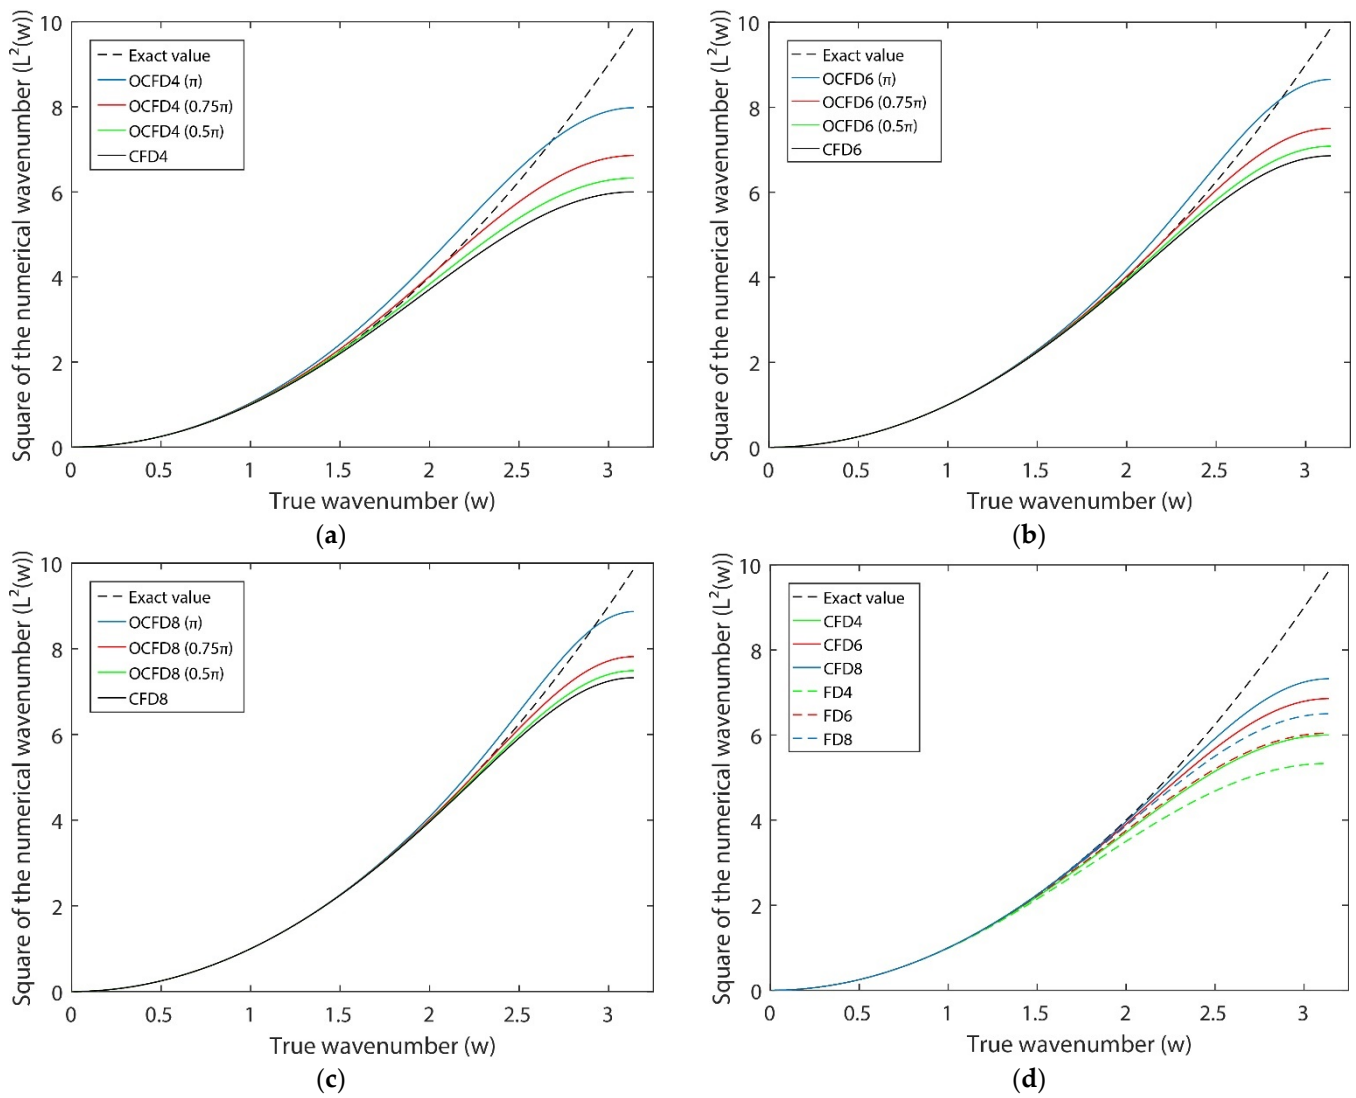 Square of the numerical wavenumber (L²(w))
10
8
6
4
2
0
Exact value
OCFD4 (π)
OCFD4 (0.75π)
OCFD4 (0.5π)
CFD4
0 0.5 1 1.5 2 2.5 3
True wavenumber (w)
(a)
Square of the numerical wavenumber (L²(w))
10
8
6
4
2
0
Exact value
OCFD6 (π)
OCFD6 (0.75π)
OCFD6 (0.5π)
CFD6
0 0.5 1 1.5 2 2.5 3
True wavenumber (w)
(b)
Square of the numerical wavenumber (L²(w))
10
8
6
4
2
0
Exact value
OCFD8 (π)
OCFD8 (0.75π)
OCFD8 (0.5π)
CFD8
0 0.5 1 1.5 2 2.5 3
True wavenumber (w)
(c)
Square of the numerical wavenumber (L²(w))
10
8
6
4
2
0
Exact value
CFD4
CFD6
CFD8
FD4
FD6
FD8
0 0.5 1 1.5 2 2.5 3
True wavenumber (w)
(d)